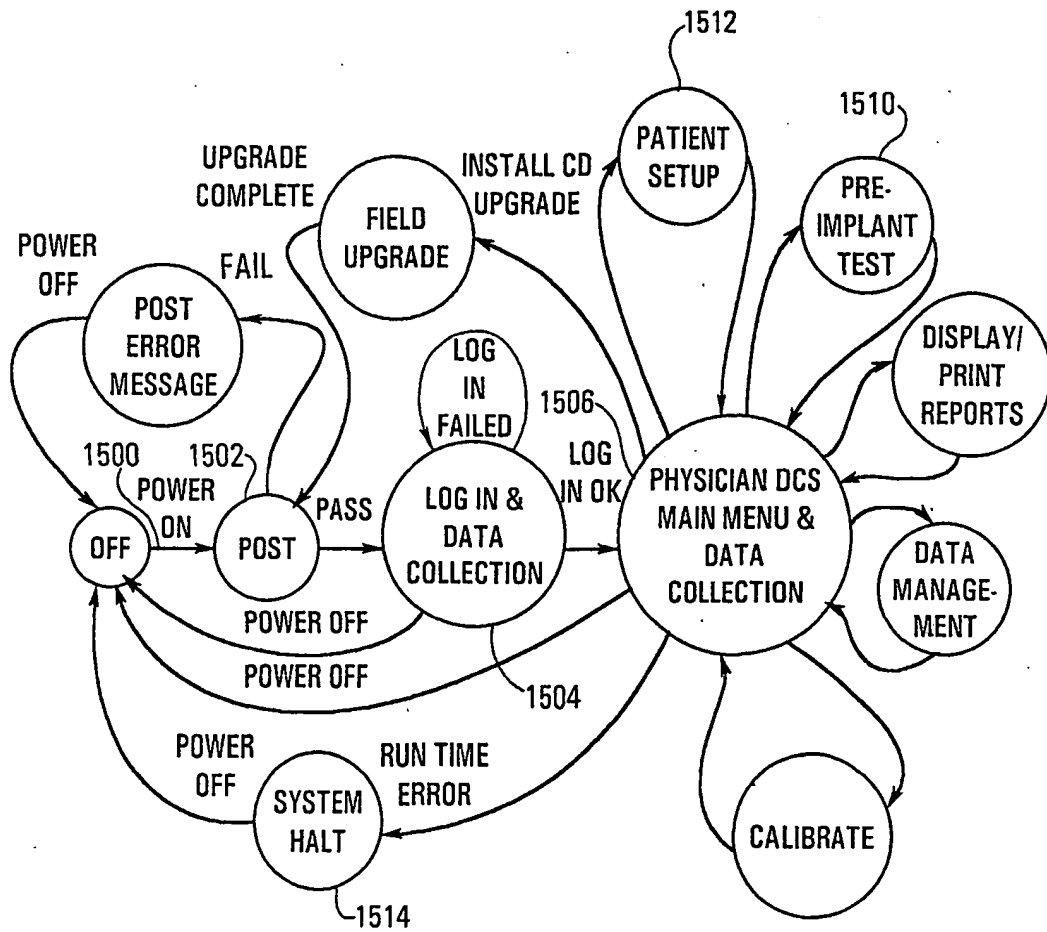 1512
PATIENT
SETUP
1510
PRE-
IMPLANT
TEST
UPGRADE
COMPLETE
INSTALL CD
UPGRADE
FIELD
UPGRADE
POWER
OFF
FAIL
POST
ERROR
MESSAGE
DISPLAY/
PRINT
REPORTS
LOG
IN
FAILED
1506
LOG
IN OK
1500
POWER
ON
1502
OFF
POST
PASS
LOG IN &
DATA
COLLECTION
PHYSICIAN DCS
MAIN MENU &
DATA
COLLECTION
DATA
MANAGE-
MENT
POWER OFF
POWER OFF
1504
POWER
OFF
RUN TIME
ERROR
SYSTEM
HALT
1514
CALIBRATE